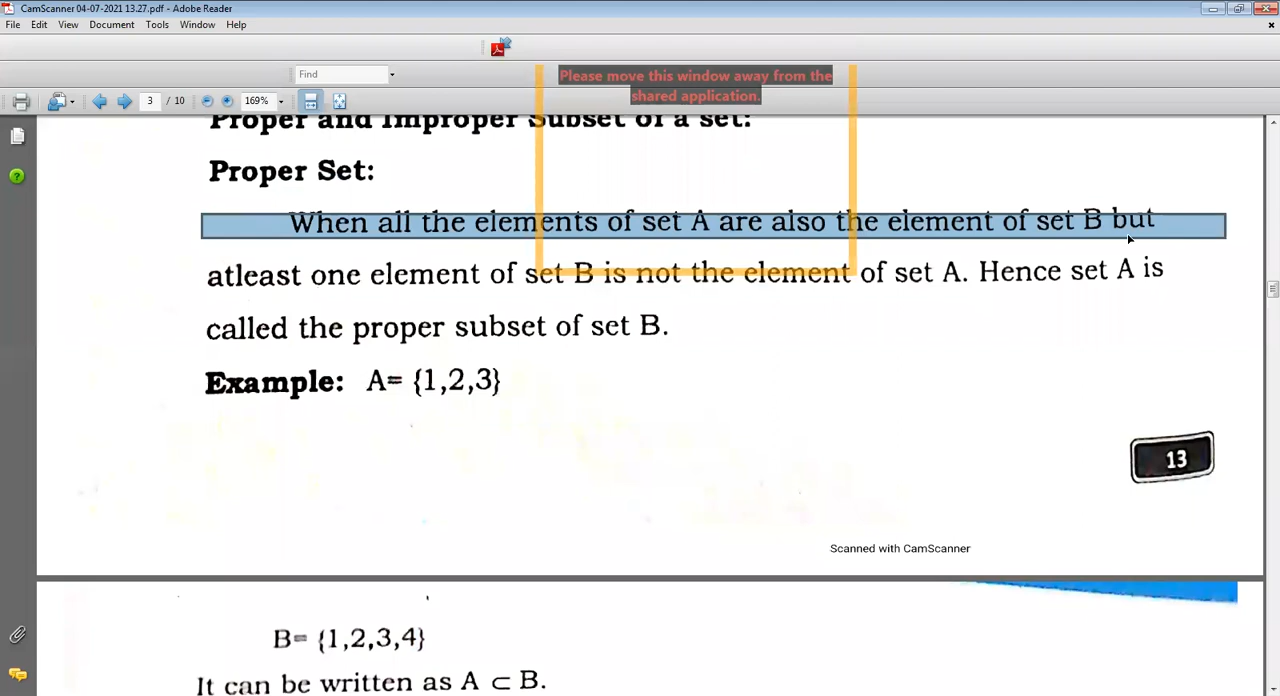 CamScanner 04-07-2021 13.27.pdf - Adobe Reader
File Edit View Document Tools Window Help
Find
Please move this window away from the
shared application.
3 / 10 169%
Proper and Improper Subset of a set:
Proper Set:
When all the elements of set A are also the element of set B but
atleast one element of set B is not the element of set A. Hence set A is
called the proper subset of set B.
Example: A= {1,2,3}
13
Scanned with CamScanner
B= {1,2,3,4}
It can be written as A ⊂ B.